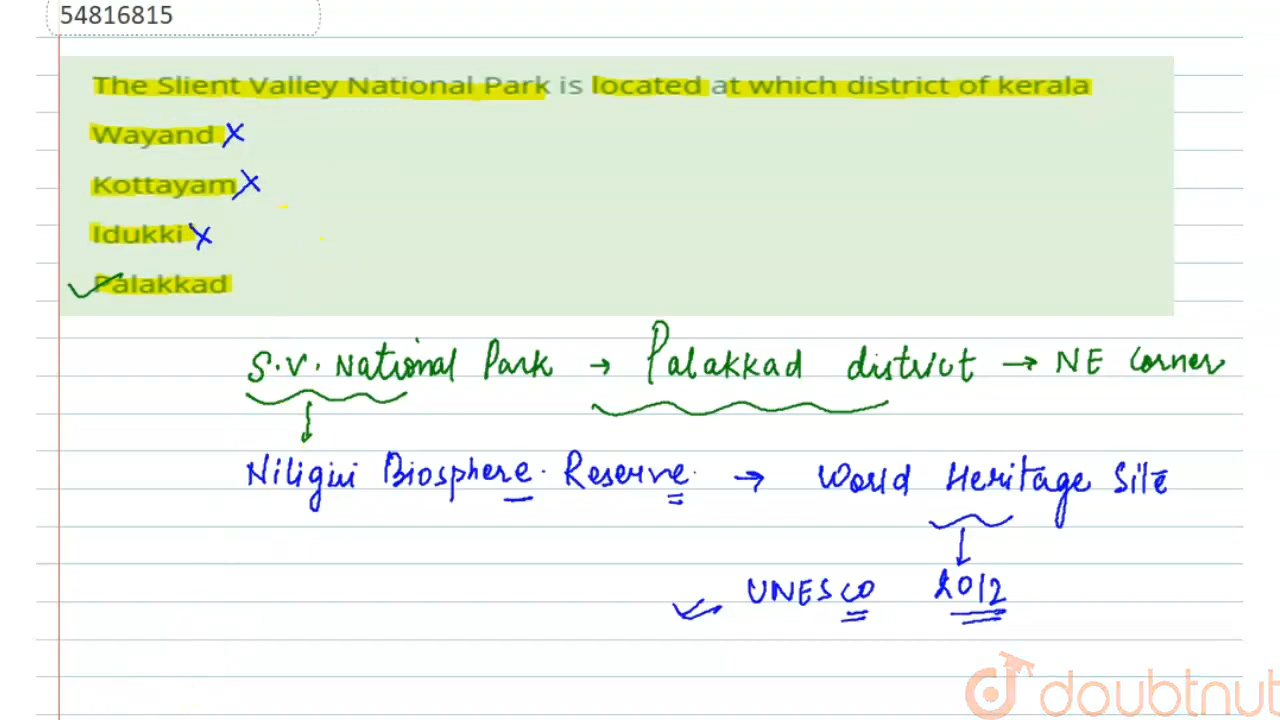 54816815
The Slient Valley National Park is located at which district of kerala
Wayand X
Kottayam X
Idukki X
✓ Palakkad
S.V. National Park → Palakkad district → NE Corner
↓
Niligiri Biosphere Reserve → World Heritage Site
↓
✓ UNESCO 2012
doubtnut